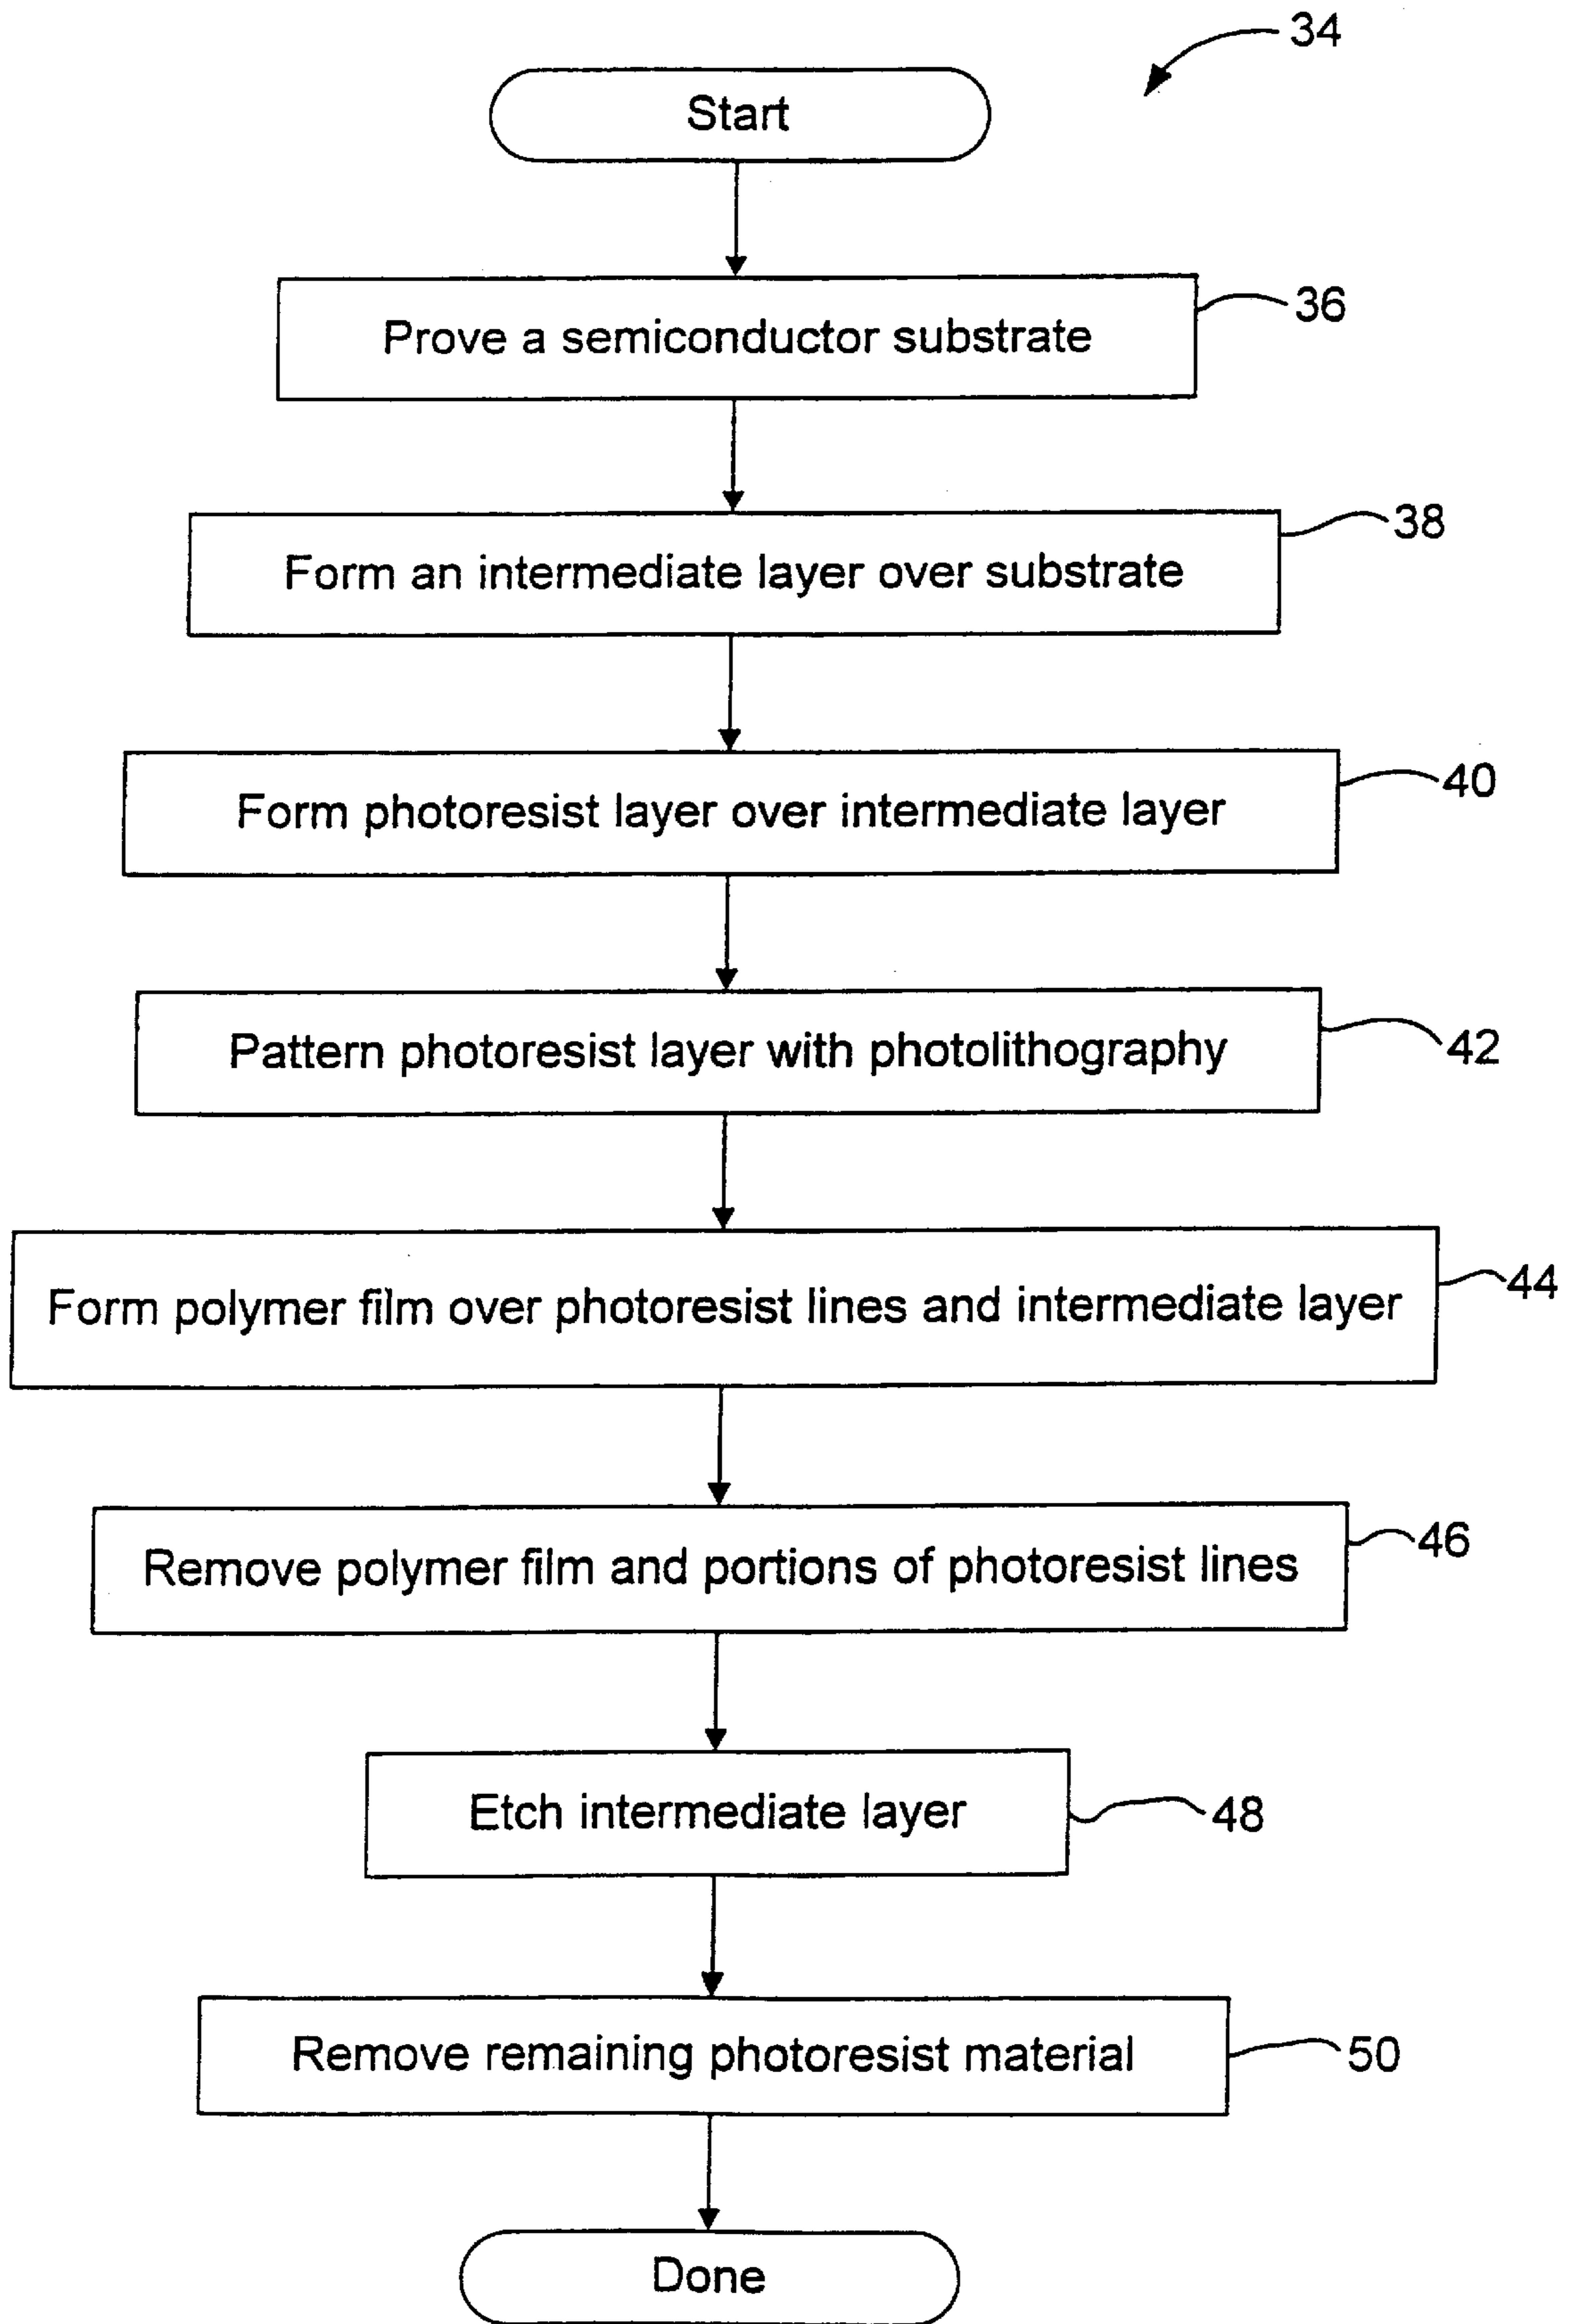 34
Start
Prove a semiconductor substrate
36
Form an intermediate layer over substrate
38
Form photoresist layer over intermediate layer
40
Pattern photoresist layer with photolithography
42
Form polymer film over photoresist lines and intermediate layer
44
Remove polymer film and portions of photoresist lines
46
Etch intermediate layer
48
Remove remaining photoresist material
50
Done